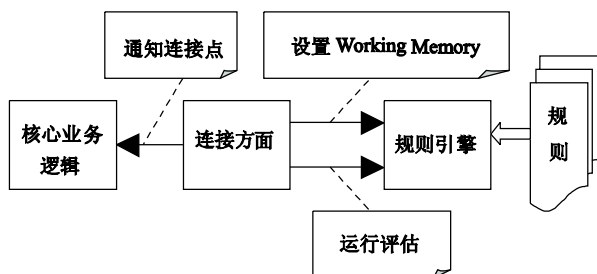 通知连接点
设置 Working Memory
核心业务
逻辑
连接方面
规则引擎
规
则
运行评估